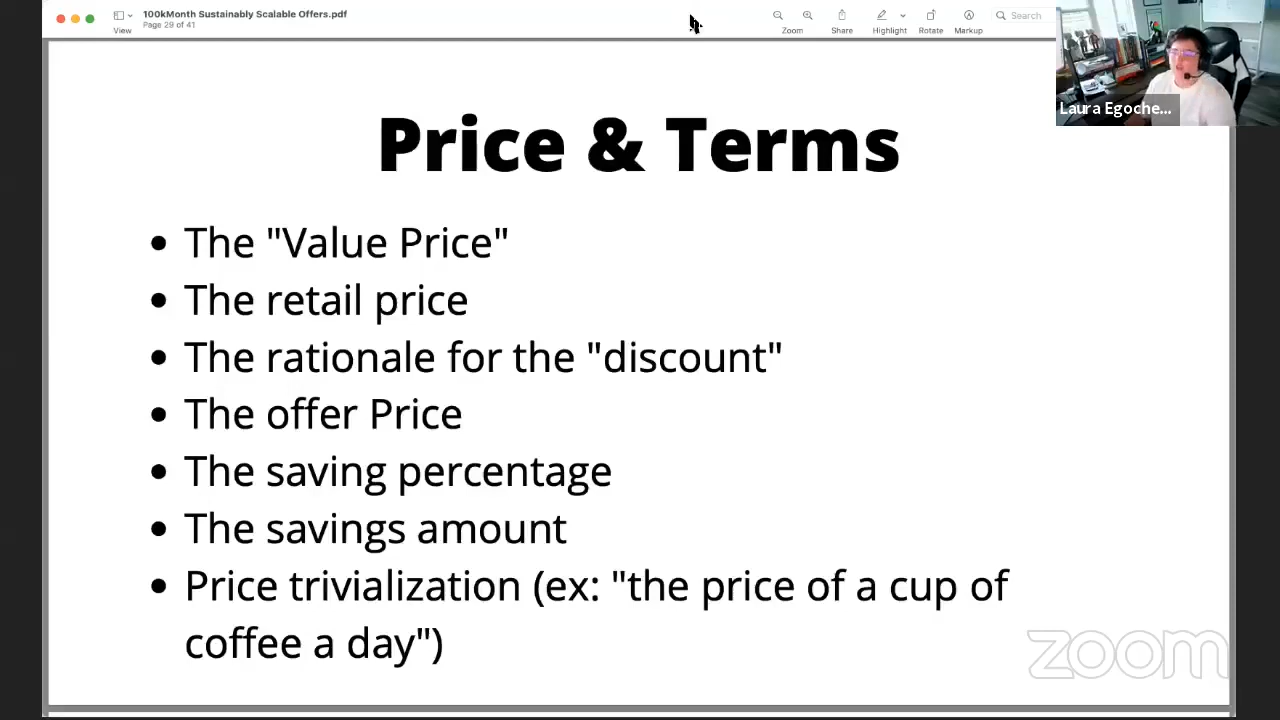 100kMonth Sustainably Scalable Offers.pdf
Page 29 of 41
View
Zoom
Share
Highlight
Rotate
Markup
Search
Laura Egoche...
Price & Terms
• The "Value Price"
• The retail price
• The rationale for the "discount"
• The offer Price
• The saving percentage
• The savings amount
• Price trivialization (ex: "the price of a cup of
coffee a day")
zoom